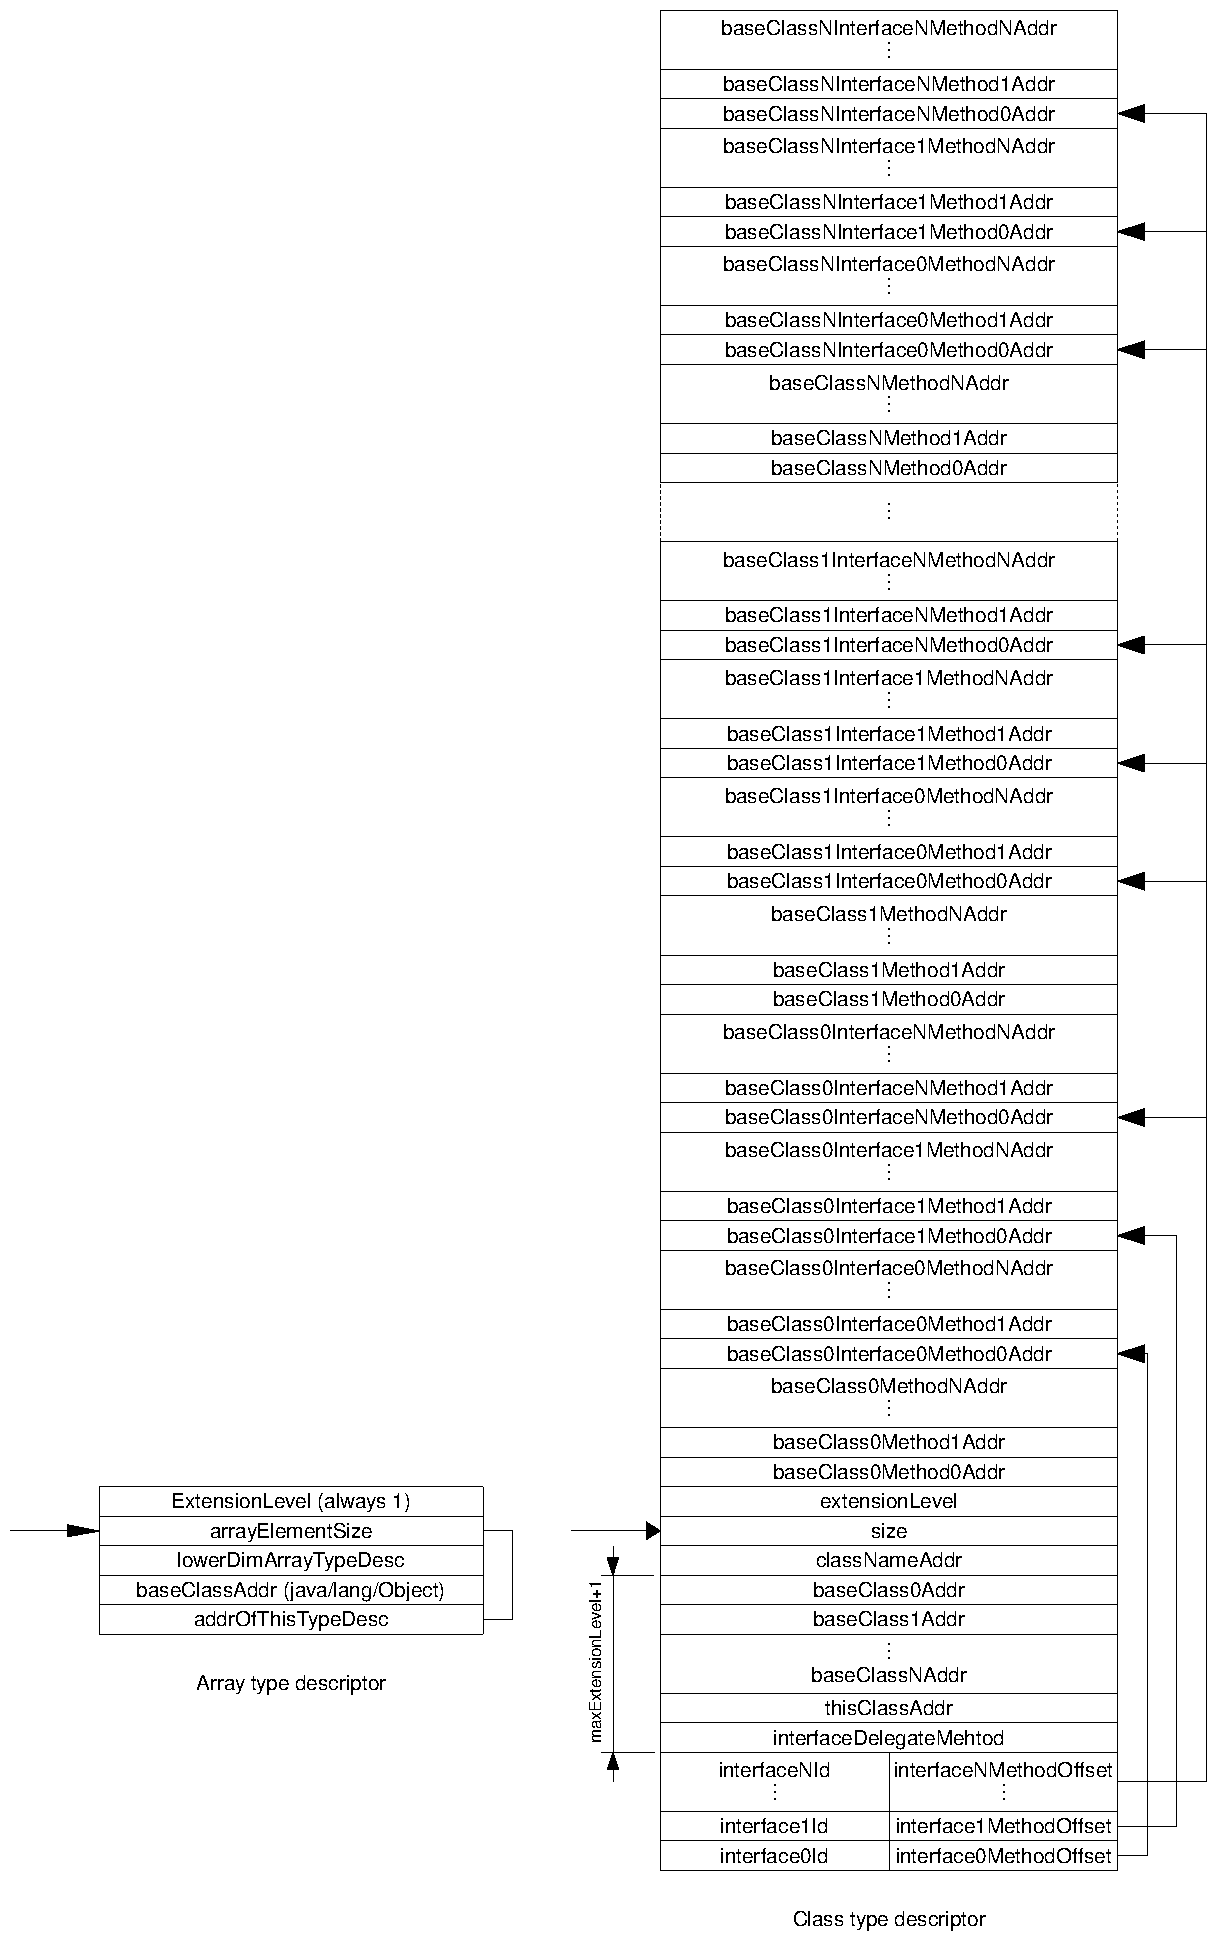 baseClassNInterfaceNMethodNAddr
⋮
baseClassNInterfaceNMethod1Addr
baseClassNInterfaceNMethod0Addr
baseClassNInterface1MethodNAddr
⋮
baseClassNInterface1Method1Addr
baseClassNInterface1Method0Addr
baseClassNInterface0MethodNAddr
⋮
baseClassNInterface0Method1Addr
baseClassNInterface0Method0Addr
baseClassNMethodNAddr
⋮
baseClassNMethod1Addr
baseClassNMethod0Addr
⋮
baseClass1InterfaceNMethodNAddr
⋮
baseClass1InterfaceNMethod1Addr
baseClass1InterfaceNMethod0Addr
baseClass1Interface1MethodNAddr
⋮
baseClass1Interface1Method1Addr
baseClass1Interface1Method0Addr
baseClass1Interface0MethodNAddr
⋮
baseClass1Interface0Method1Addr
baseClass1Interface0Method0Addr
baseClass1MethodNAddr
⋮
baseClass1Method1Addr
baseClass1Method0Addr
baseClass0InterfaceNMethodNAddr
⋮
baseClass0InterfaceNMethod1Addr
baseClass0InterfaceNMethod0Addr
baseClass0Interface1MethodNAddr
⋮
baseClass0Interface1Method1Addr
baseClass0Interface1Method0Addr
baseClass0Interface0MethodNAddr
⋮
baseClass0Interface0Method1Addr
baseClass0Interface0Method0Addr
baseClass0MethodNAddr
⋮
baseClass0Method1Addr
baseClass0Method0Addr
extensionLevel
size
classNameAddr
baseClass0Addr
baseClass1Addr
⋮
baseClassNAddr
thisClassAddr
interfaceDelegateMehtod
interfaceNId interfaceNMethodOffset
⋮ ⋮
interface1Id interface1MethodOffset
interface0Id interface0MethodOffset
maxExtensionLevel+1
Class type descriptor
ExtensionLevel (always 1)
arrayElementSize
lowerDimArrayTypeDesc
baseClassAddr (java/lang/Object)
addrOfThisTypeDesc
Array type descriptor